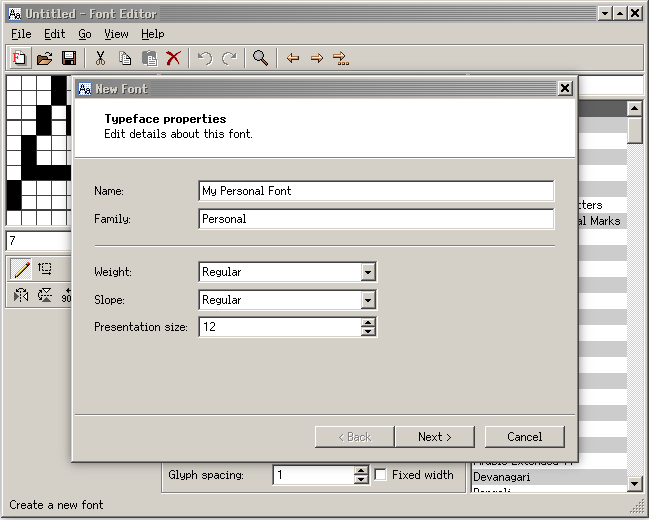 Untitled - Font Editor
File Edit Go View Help
New Font
Typeface properties
Edit details about this font.
Name: My Personal Font
Family: Personal
Weight: Regular
Slope: Regular
Presentation size: 12
< Back Next > Cancel
7
90
cters
al Marks
Glyph spacing: 1 Fixed width
Devanagari
Create a new font